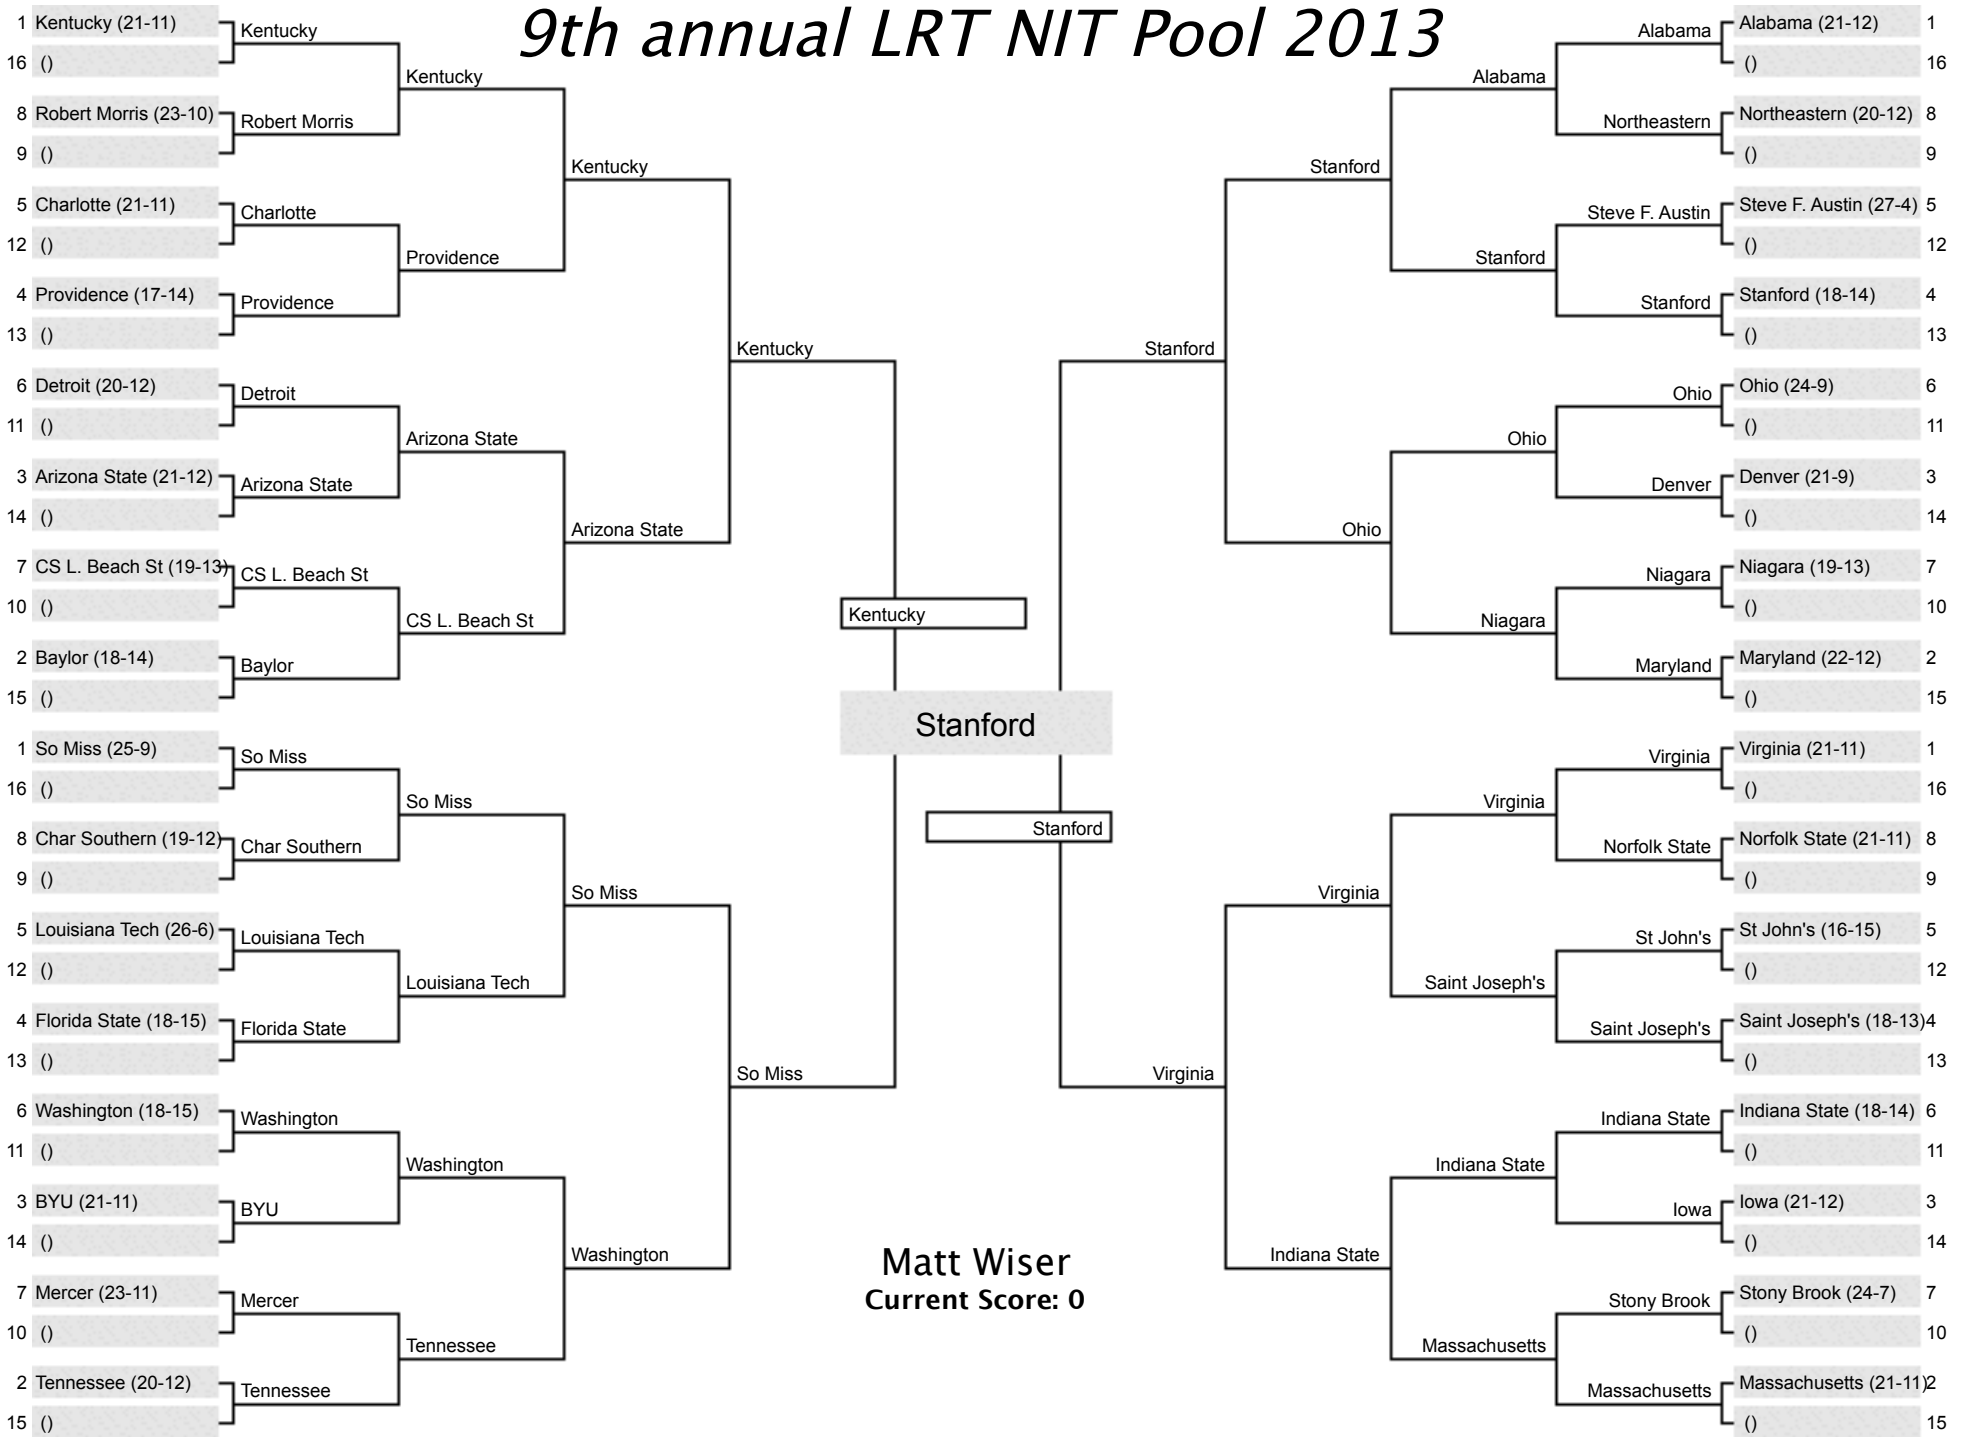 9th annual LRT NIT Pool 2013
1 Kentucky (21-11)
16 ()
8 Robert Morris (23-10)
9 ()
5 Charlotte (21-11)
12 ()
4 Providence (17-14)
13 ()
6 Detroit (20-12)
11 ()
3 Arizona State (21-12)
14 ()
7 CS L. Beach St (19-13)
10 ()
2 Baylor (18-14)
15 ()
1 So Miss (25-9)
16 ()
8 Char Southern (19-12)
9 ()
5 Louisiana Tech (26-6)
12 ()
4 Florida State (18-15)
13 ()
6 Washington (18-15)
11 ()
3 BYU (21-11)
14 ()
7 Mercer (23-11)
10 ()
2 Tennessee (20-12)
15 ()
Kentucky
Robert Morris
Charlotte
Providence
Detroit
Arizona State
CS L. Beach St
Baylor
So Miss
Char Southern
Louisiana Tech
Florida State
Washington
BYU
Mercer
Tennessee
Kentucky
Providence
Arizona State
CS L. Beach St
So Miss
Louisiana Tech
Washington
Tennessee
Kentucky
Arizona State
So Miss
Washington
Kentucky
So Miss
Kentucky
Stanford
Stanford
Matt Wiser
Current Score: 0
Stanford
Virginia
Stanford
Ohio
Virginia
Indiana State
Alabama
Stanford
Ohio
Niagara
Virginia
Saint Joseph's
Indiana State
Massachusetts
Alabama
Northeastern
Steve F. Austin
Stanford
Ohio
Denver
Niagara
Maryland
Virginia
Norfolk State
St John's
Saint Joseph's
Indiana State
Iowa
Stony Brook
Massachusetts
Alabama (21-12) 1
() 16
Northeastern (20-12) 8
() 9
Steve F. Austin (27-4) 5
() 12
Stanford (18-14) 4
() 13
Ohio (24-9) 6
() 11
Denver (21-9) 3
() 14
Niagara (19-13) 7
() 10
Maryland (22-12) 2
() 15
Virginia (21-11) 1
() 16
Norfolk State (21-11) 8
() 9
St John's (16-15) 5
() 12
Saint Joseph's (18-13) 4
() 13
Indiana State (18-14) 6
() 11
Iowa (21-12) 3
() 14
Stony Brook (24-7) 7
() 10
Massachusetts (21-11) 2
() 15